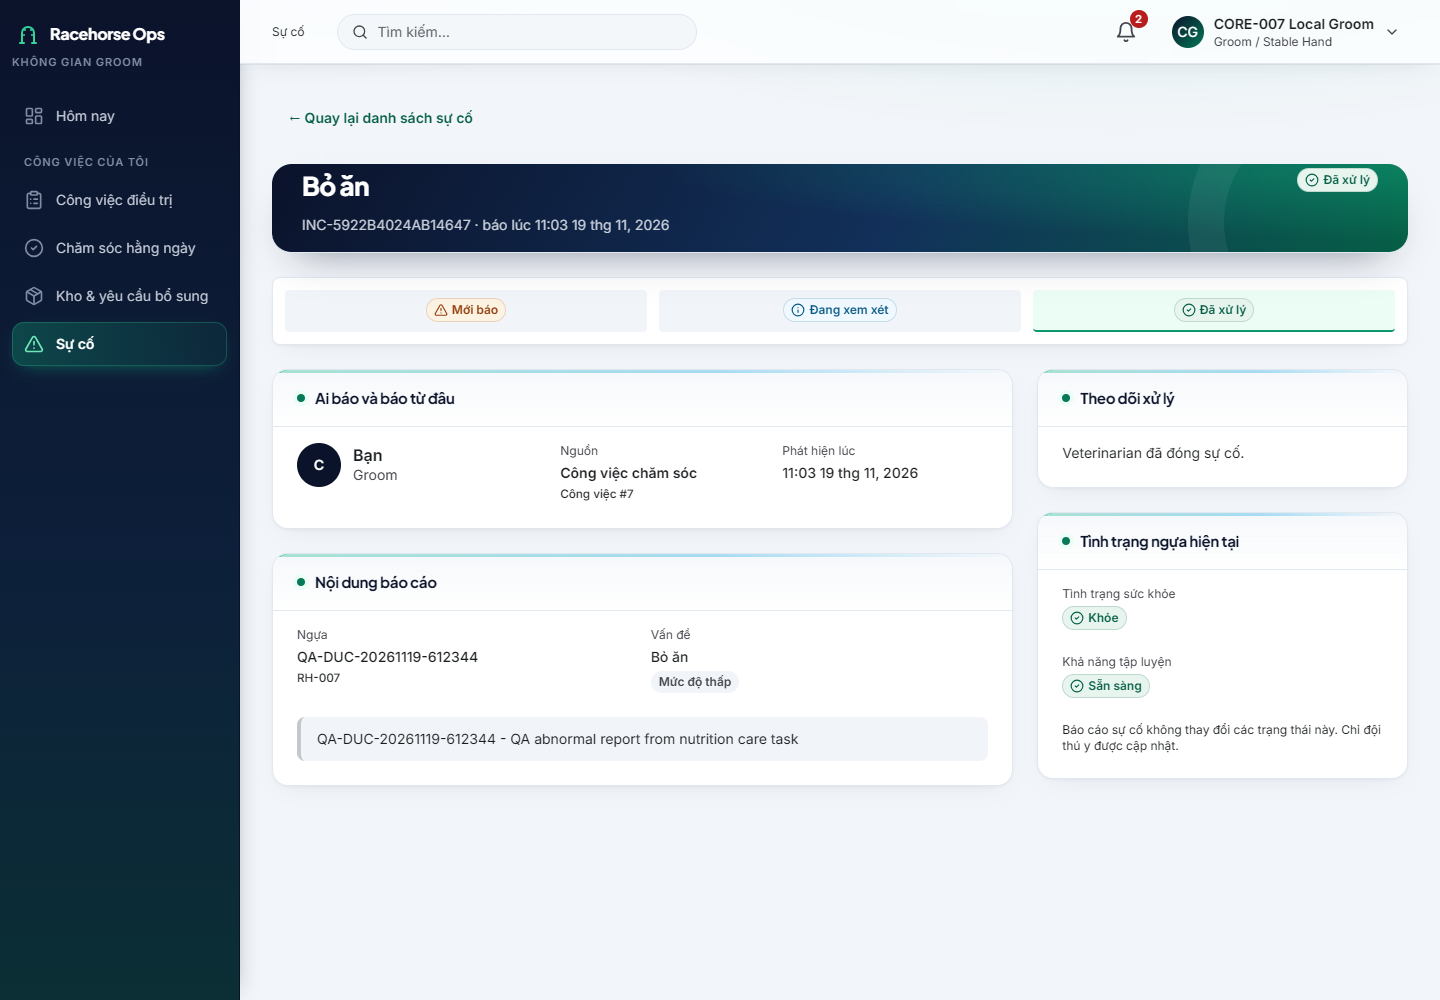 Racehorse Ops
KHÔNG GIAN GROOM
Hôm nay
CÔNG VIỆC CỦA TÔI
Công việc điều trị
Chăm sóc hằng ngày
Kho & yêu cầu bổ sung
Sự cố
Sự cố
Tìm kiếm...
2
CG
CORE-007 Local Groom
Groom / Stable Hand
← Quay lại danh sách sự cố
Bỏ ăn
Đã xử lý
INC-5922B4024AB14647 · báo lúc 11:03 19 thg 11, 2026
Mới báo
Đang xem xét
Đã xử lý
Ai báo và báo từ đâu
C
Bạn
Groom
Nguồn
Công việc chăm sóc
Công việc #7
Phát hiện lúc
11:03 19 thg 11, 2026
Nội dung báo cáo
Ngựa
QA-DUC-20261119-612344
RH-007
Vấn đề
Bỏ ăn
Mức độ thấp
QA-DUC-20261119-612344 - QA abnormal report from nutrition care task
Theo dõi xử lý
Veterinarian đã đóng sự cố.
Tình trạng ngựa hiện tại
Tình trạng sức khỏe
Khỏe
Khả năng tập luyện
Sẵn sàng
Báo cáo sự cố không thay đổi các trạng thái này. Chỉ đội
thú y được cập nhật.